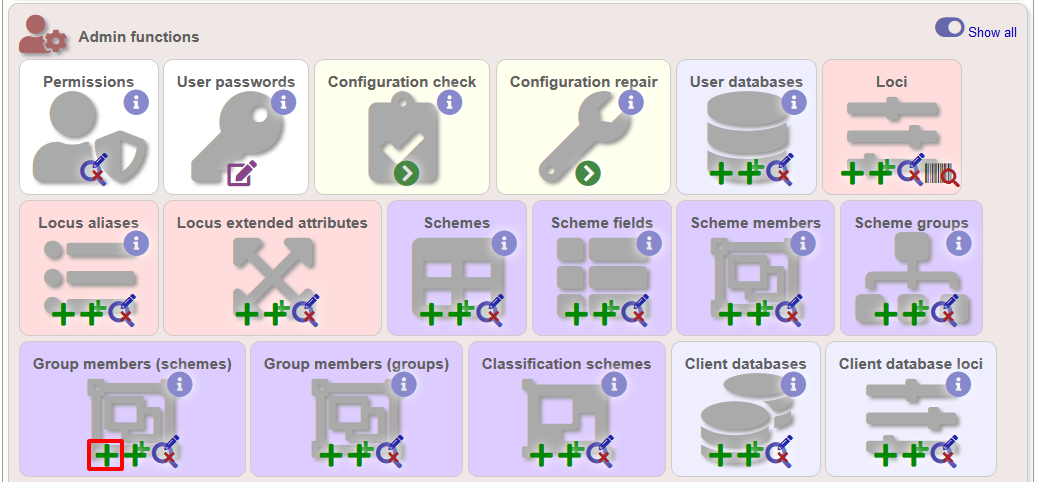 Admin functions
Show all
Permissions
User passwords
Configuration check
Configuration repair
User databases
Loci
Locus aliases
Locus extended attributes
Schemes
Scheme fields
Scheme members
Scheme groups
Group members (schemes)
Group members (groups)
Classification schemes
Client databases
Client database loci